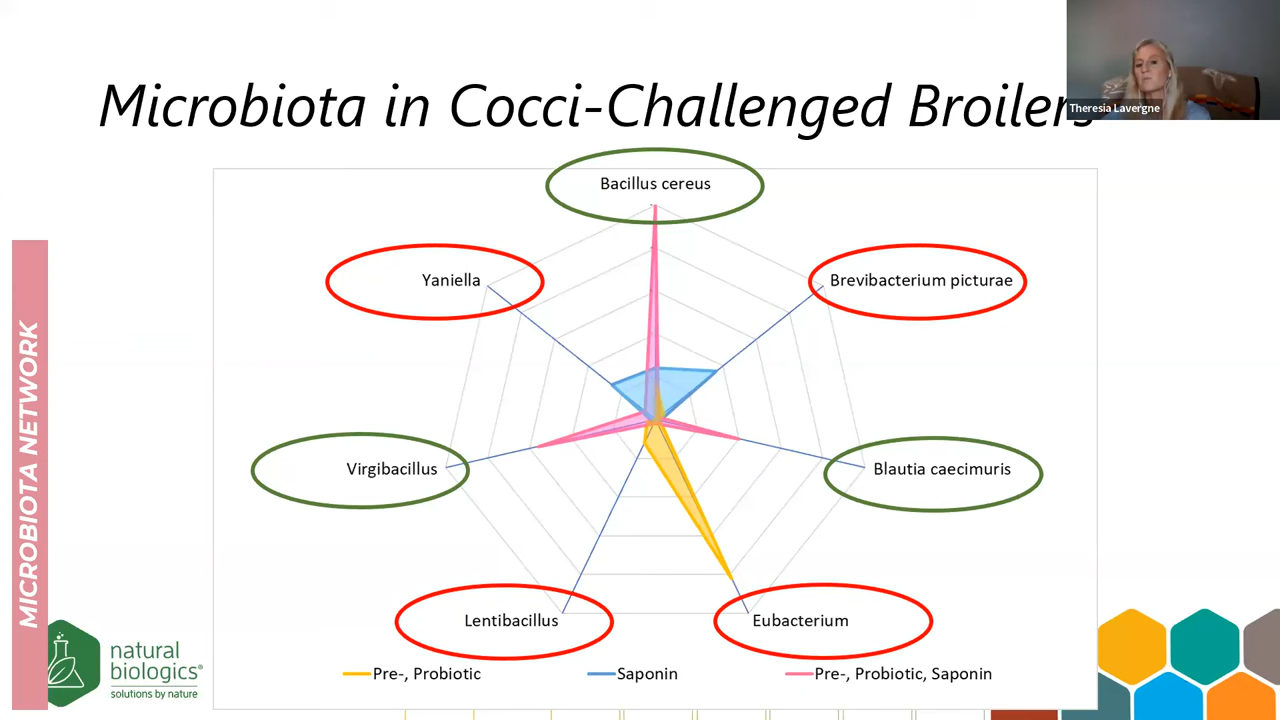 Microbiota in Cocci-Challenged Broilers
Theresia Lavergne
Bacillus cereus
Yaniella
Brevibacterium picturae
Virgibacillus
Blautia caecimuris
Lentibacillus
Eubacterium
Pre-, Probiotic
Saponin
Pre-, Probiotic, Saponin
MICROBIOTA NETWORK
natural
biologics®
solutions by nature